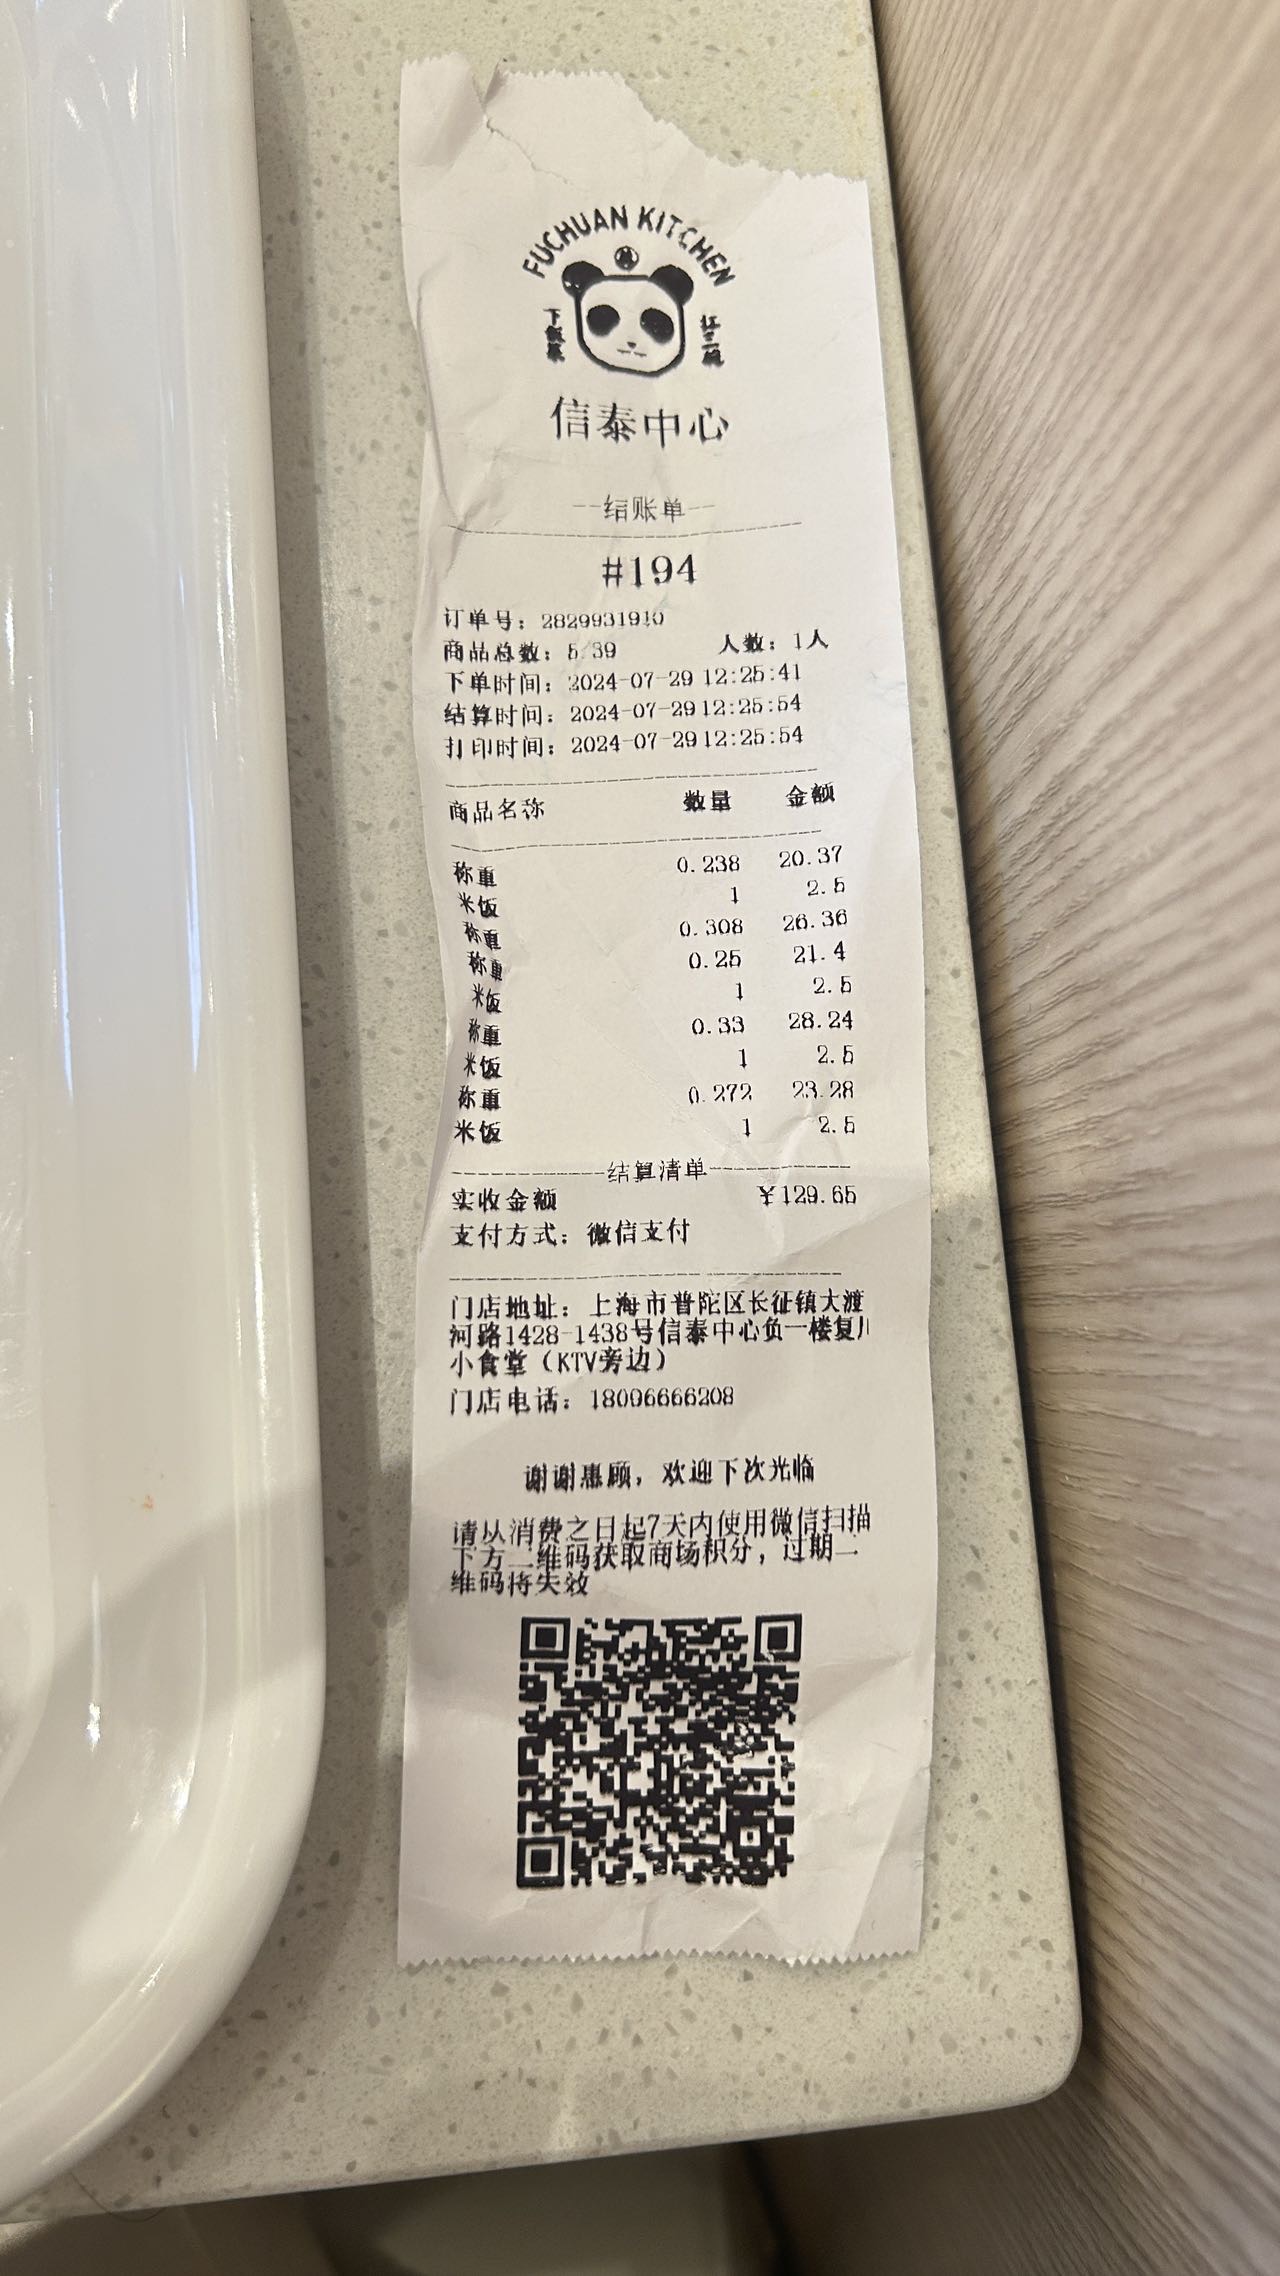 FUCHUAN KITCHEN
下饭菜
信泰中心
结账单
#194
订单号：2829931910
商品总数：5.39 人数：1人
下单时间：2024-07-29 12:25:41
结算时间：2024-07-29 12:25:54
打印时间：2024-07-29 12:25:54
商品名称 数量 金额
称重 0.238 20.37
米饭 1 2.5
称重 0.308 26.36
称重 0.25 21.4
米饭 1 2.5
称重 0.33 28.24
米饭 1 2.5
称重 0.272 23.28
米饭 1 2.5
结算清单
实收金额 ¥129.65
支付方式：微信支付
门店地址：上海市普陀区长征镇大渡
河路1428-1438号信泰中心负一楼复川
小食堂（KTV旁边）
门店电话：18096666208
谢谢惠顾，欢迎下次光临
请以消费之日起7天内使用微信扫描
下方二维码获取商场积分，过期二
维码将失效